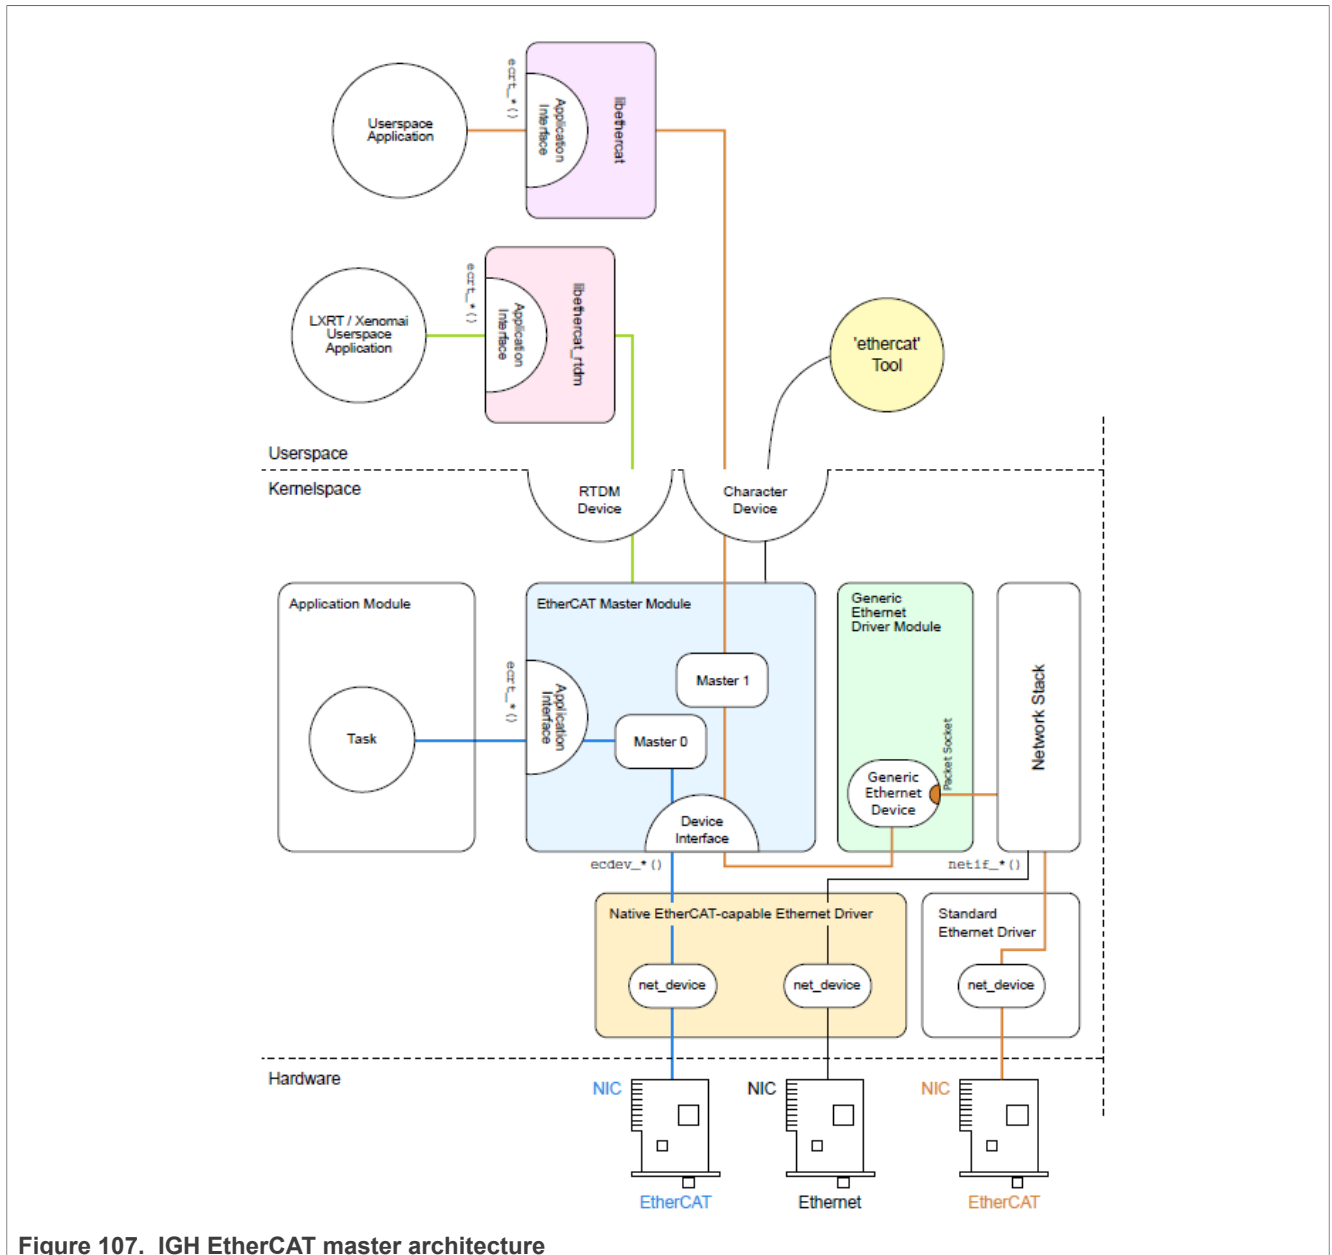 ecrt_*()
Application
Interface
libethercat
Userspace
Application
ecrt_*()
Application
Interface
libethercat_rtdm
LXRT / Xenomai
Userspace
Application
'ethercat'
Tool
Userspace
Kernelspace
RTDM
Device
Character
Device
Application Module
EtherCAT Master Module
Generic
Ethernet
Driver Module
Network Stack
ecrt_*()
Application
Interface
Master 1
Task
Master 0
Packet Socket
Generic
Ethernet
Device
Device
Interface
ecdev_*()
netif_*()
Native EtherCAT-capable Ethernet Driver
Standard
Ethernet Driver
net_device
net_device
net_device
Hardware
NIC
NIC
NIC
EtherCAT
Ethernet
EtherCAT
Figure 107. IGH EtherCAT master architecture